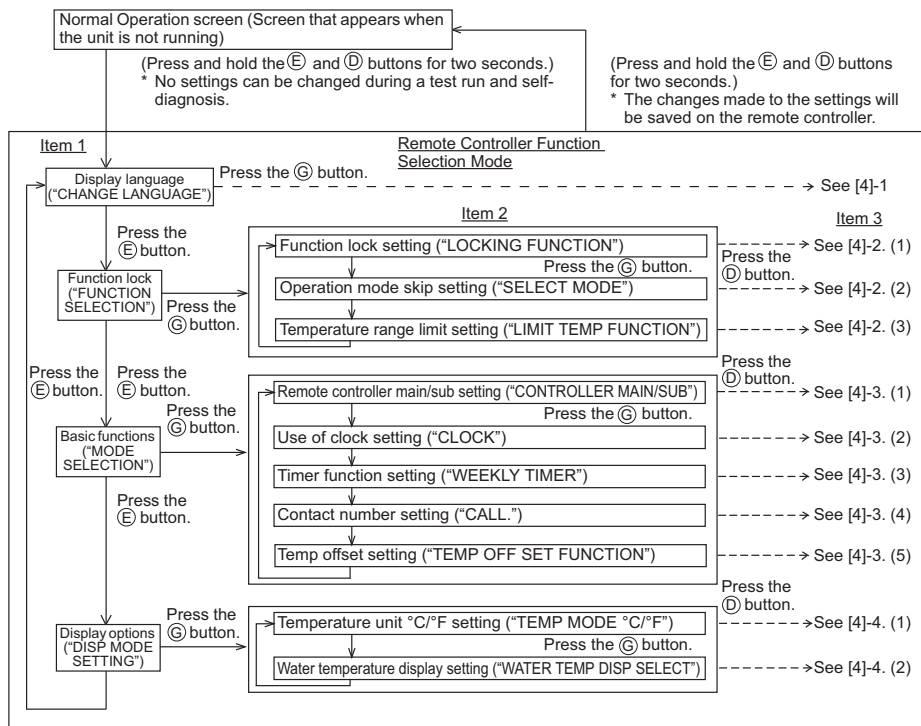 Normal Operation screen (Screen that appears when
the unit is not running)
(Press and hold the Ⓔ and Ⓓ buttons for two seconds.)
* No settings can be changed during a test run and self-
diagnosis.
(Press and hold the Ⓔ and Ⓓ buttons
for two seconds.)
* The changes made to the settings will
be saved on the remote controller.
Item 1
Remote Controller Function
Selection Mode
Display language
(“CHANGE LANGUAGE”)
Press the Ⓖ button.
See [4]-1
Item 2
Item 3
Press the
Ⓔ button.
Function lock
(“FUNCTION
SELECTION”)
Press the
Ⓖ button.
Function lock setting (“LOCKING FUNCTION”)
See [4]-2. (1)
Press the Ⓖ button.
Press the
Ⓓ button.
Operation mode skip setting (“SELECT MODE”)
See [4]-2. (2)
Temperature range limit setting (“LIMIT TEMP FUNCTION”)
See [4]-2. (3)
Press the
Ⓔ button.
Press the
Ⓔ button.
Press the
Ⓓ button.
Basic functions
(“MODE
SELECTION”)
Press the
Ⓖ button.
Remote controller main/sub setting (“CONTROLLER MAIN/SUB”)
See [4]-3. (1)
Press the Ⓖ button.
Use of clock setting (“CLOCK”)
See [4]-3. (2)
Timer function setting (“WEEKLY TIMER”)
See [4]-3. (3)
Contact number setting (“CALL.”)
See [4]-3. (4)
Temp offset setting (“TEMP OFF SET FUNCTION”)
See [4]-3. (5)
Press the
Ⓔ button.
Press the
Ⓓ button.
Display options
(“DISP MODE
SETTING”)
Press the
Ⓖ button.
Temperature unit °C/°F setting (“TEMP MODE °C/°F”)
See [4]-4. (1)
Press the Ⓖ button.
Water temperature display setting (“WATER TEMP DISP SELECT”)
See [4]-4. (2)